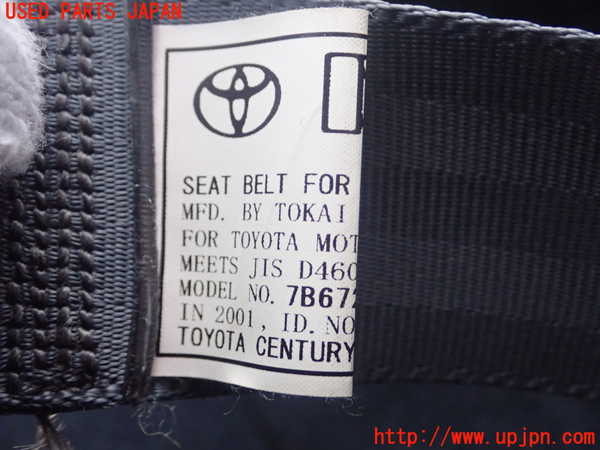 USED PARTS JAPAN
SEAT BELT FOR
MFD. BY TOKAI
FOR TOYOTA MOT
MEETS JIS D460
MODEL NO. 7B672
IN 2001, ID. NO
TOYOTA CENTURY
http://www.upjpn.com/